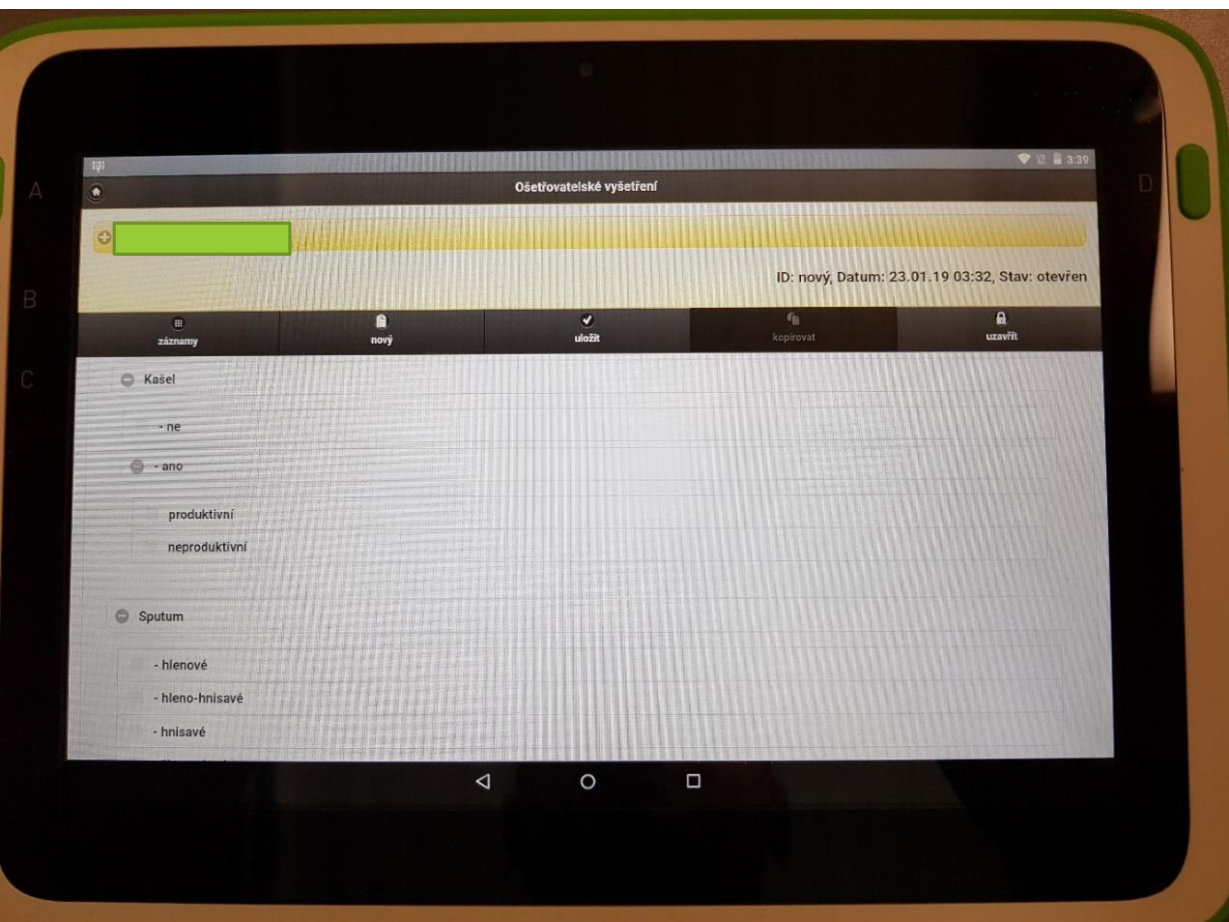 3:39
Ošetřovatelské vyšetření
ID: nový, Datum: 23.01.19 03:32, Stav: otevřen
záznamy nový uložit kopírovat uzavřít
Kašel
- ne
- ano
produktivní
neproduktivní
Sputum
- hlenové
- hleno-hnisavé
- hnisavé
A
B
C
D